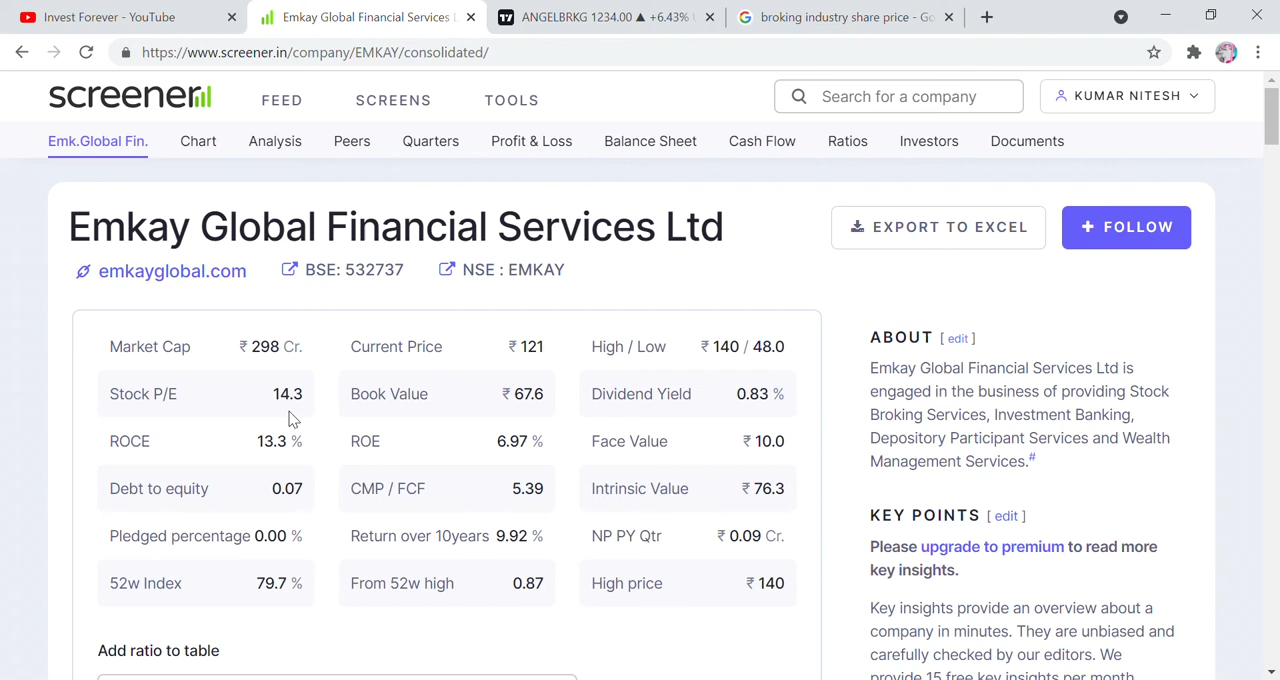 Invest Forever - YouTube
Emkay Global Financial Services L
ANGELBRKG 1234.00 ▲ +6.43%
broking industry share price - Go
https://www.screener.in/company/EMKAY/consolidated/
screener
FEED
SCREENS
TOOLS
Search for a company
KUMAR NITESH
Emk.Global Fin.
Chart
Analysis
Peers
Quarters
Profit & Loss
Balance Sheet
Cash Flow
Ratios
Investors
Documents
Emkay Global Financial Services Ltd
EXPORT TO EXCEL
+ FOLLOW
emkayglobal.com
BSE: 532737
NSE : EMKAY
Market Cap ₹ 298 Cr.
Current Price ₹ 121
High / Low ₹ 140 / 48.0
Stock P/E 14.3
Book Value ₹ 67.6
Dividend Yield 0.83 %
ROCE 13.3 %
ROE 6.97 %
Face Value ₹ 10.0
Debt to equity 0.07
CMP / FCF 5.39
Intrinsic Value ₹ 76.3
Pledged percentage 0.00 %
Return over 10years 9.92 %
NP PY Qtr ₹ 0.09 Cr.
52w Index 79.7 %
From 52w high 0.87
High price ₹ 140
Add ratio to table
ABOUT [ edit ]
Emkay Global Financial Services Ltd is
engaged in the business of providing Stock
Broking Services, Investment Banking,
Depository Participant Services and Wealth
Management Services.#
KEY POINTS [ edit ]
Please upgrade to premium to read more
key insights.
Key insights provide an overview about a
company in minutes. They are unbiased and
carefully checked by our editors. We
provide 15 free key insights per month